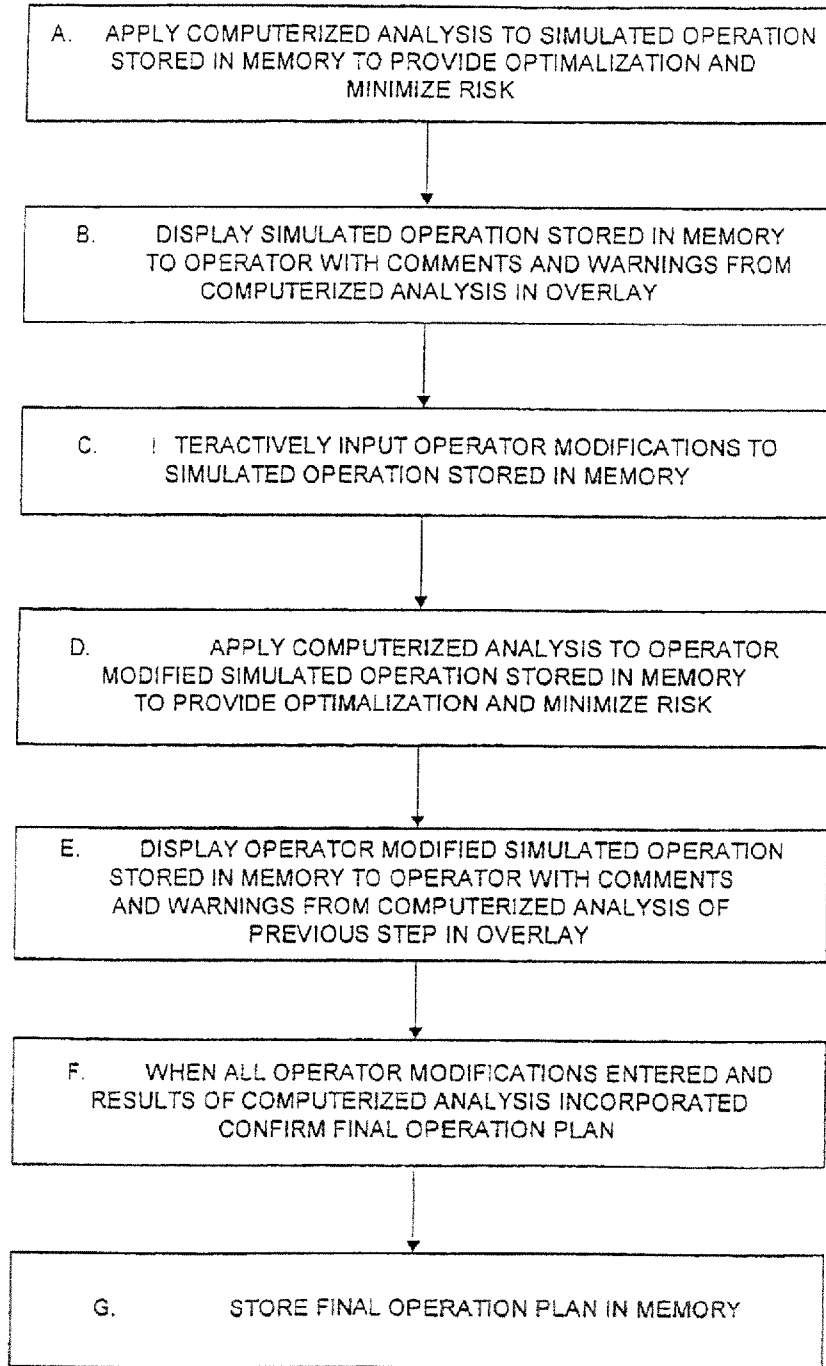 A. APPLY COMPUTERIZED ANALYSIS TO SIMULATED OPERATION
STORED IN MEMORY TO PROVIDE OPTIMALIZATION AND
MINIMIZE RISK
B. DISPLAY SIMULATED OPERATION STORED IN MEMORY
TO OPERATOR WITH COMMENTS AND WARNINGS FROM
COMPUTERIZED ANALYSIS IN OVERLAY
C. I TERACTIVELY INPUT OPERATOR MODIFICATIONS TO
SIMULATED OPERATION STORED IN MEMORY
D. APPLY COMPUTERIZED ANALYSIS TO OPERATOR
MODIFIED SIMULATED OPERATION STORED IN MEMORY
TO PROVIDE OPTIMALIZATION AND MINIMIZE RISK
E. DISPLAY OPERATOR MODIFIED SIMULATED OPERATION
STORED IN MEMORY TO OPERATOR WITH COMMENTS
AND WARNINGS FROM COMPUTERIZED ANALYSIS OF
PREVIOUS STEP IN OVERLAY
F. WHEN ALL OPERATOR MODIFICATIONS ENTERED AND
RESULTS OF COMPUTERIZED ANALYSIS INCORPORATED
CONFIRM FINAL OPERATION PLAN
G. STORE FINAL OPERATION PLAN IN MEMORY